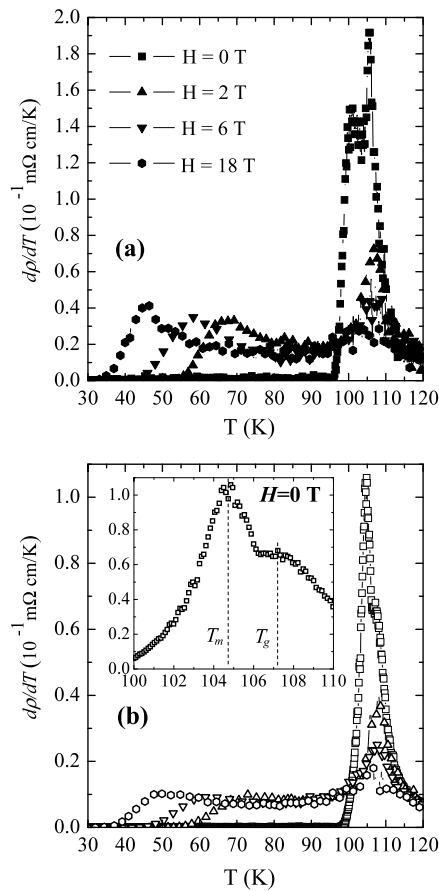 2.0
1.8
1.6
1.4
1.2
1.0
0.8
0.6
0.4
0.2
0.0
dρ/dT (10⁻¹ mΩ cm/K)
H = 0 T
H = 2 T
H = 6 T
H = 18 T
(a)
30 40 50 60 70 80 90 100 110 120
T (K)
1.0
0.8
0.6
0.4
0.2
0.0
dρ/dT (10⁻¹ mΩ cm/K)
H=0 T
1.0
0.8
0.6
0.4
0.2
0.0
Tm Tg
100 102 104 106 108 110
(b)
30 40 50 60 70 80 90 100 110 120
T (K)